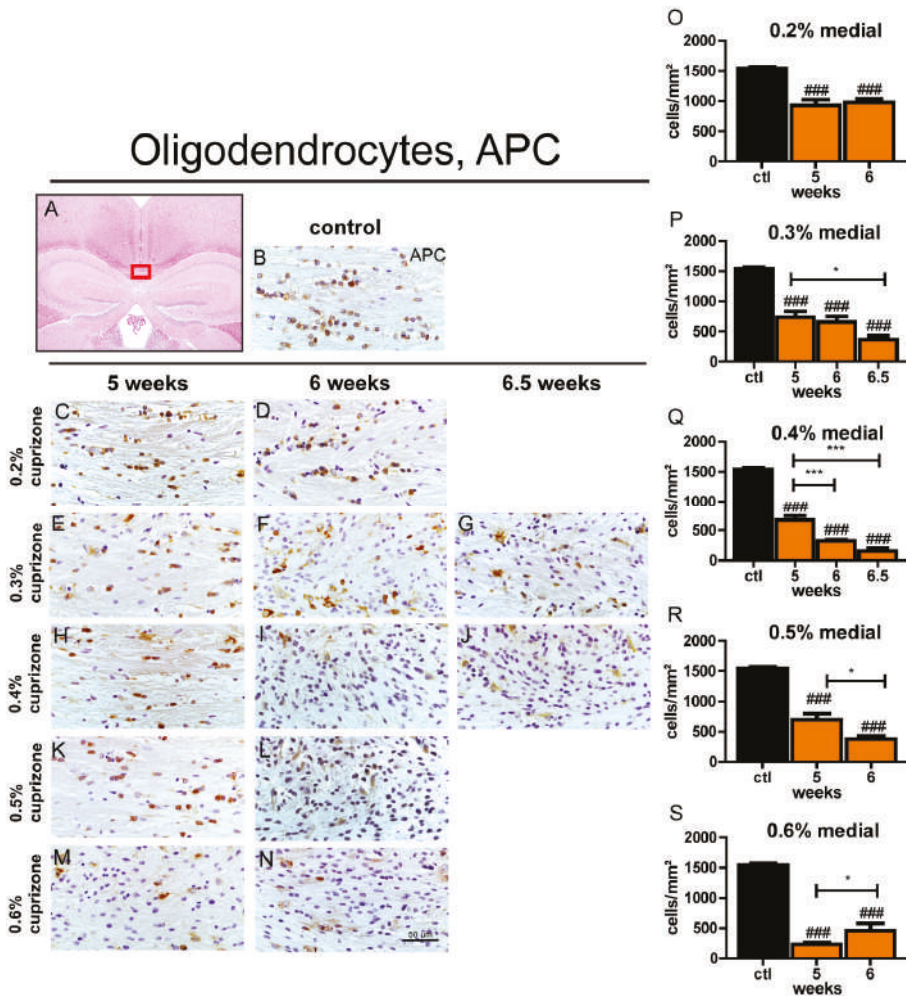 Oligodendrocytes, APC
A
control
B
APC
5 weeks
6 weeks
6.5 weeks
0.2%
cuprizone
C
D
0.3%
cuprizone
E
F
G
0.4%
cuprizone
H
I
J
0.5%
cuprizone
K
L
0.6%
cuprizone
M
N
50 µm
O
0.2% medial
cells/mm²
2000
1500
1000
500
0
###
###
ctl
5
6
weeks
P
0.3% medial
cells/mm²
2000
1500
1000
500
0
*
###
###
###
ctl
5
6
6.5
weeks
Q
0.4% medial
cells/mm²
2000
1500
1000
500
0
***
***
###
###
###
ctl
5
6
6.5
weeks
R
0.5% medial
cells/mm²
2000
1500
1000
500
0
*
###
###
ctl
5
6
weeks
S
0.6% medial
cells/mm²
2000
1500
1000
500
0
*
###
###
ctl
5
6
weeks